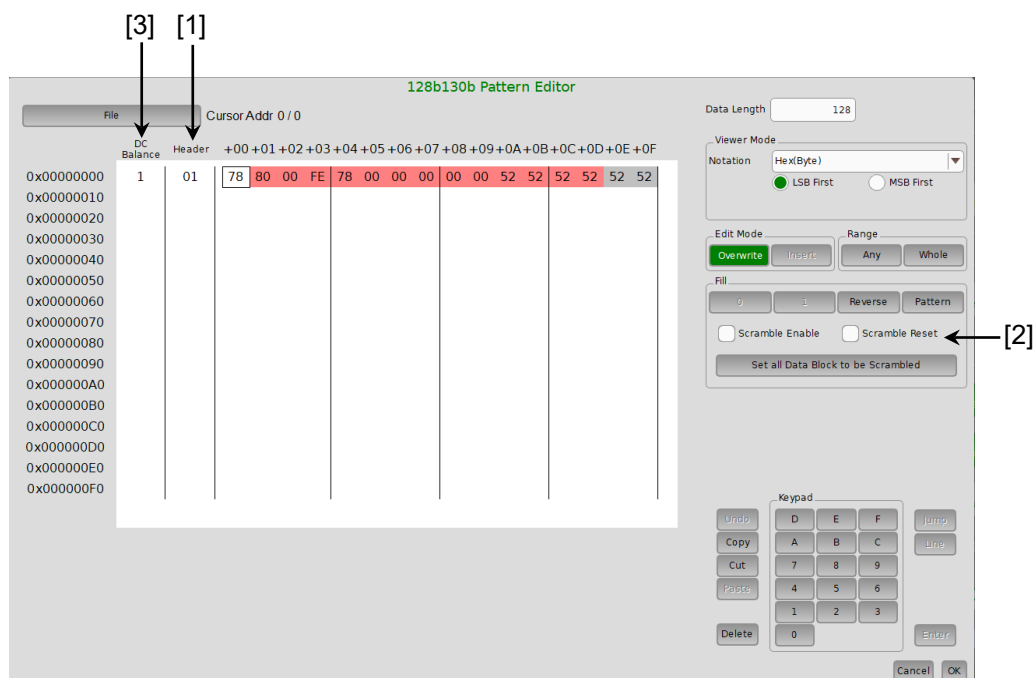 [3] [1]
128b130b Pattern Editor
File Cursor Addr 0 / 0
Data Length 128
DC Balance Header +00 +01 +02 +03 +04 +05 +06 +07 +08 +09 +0A +0B +0C +0D +0E +0F
0x00000000 1 01 78 80 00 FE 78 00 00 00 00 00 52 52 52 52 52 52
0x00000010
0x00000020
0x00000030
0x00000040
0x00000050
0x00000060
0x00000070
0x00000080
0x00000090
0x000000A0
0x000000B0
0x000000C0
0x000000D0
0x000000E0
0x000000F0
Viewer Mode
Notation Hex(Byte)
LSB First MSB First
Edit Mode Range
Overwrite Insert Any Whole
Fill
0 1 Reverse Pattern
Scramble Enable Scramble Reset [2]
Set all Data Block to be Scrambled
Keypad
Undo D E F Jump
Copy A B C Line
Cut 7 8 9
Paste 4 5 6
1 2 3
Delete 0 Enter
Cancel OK